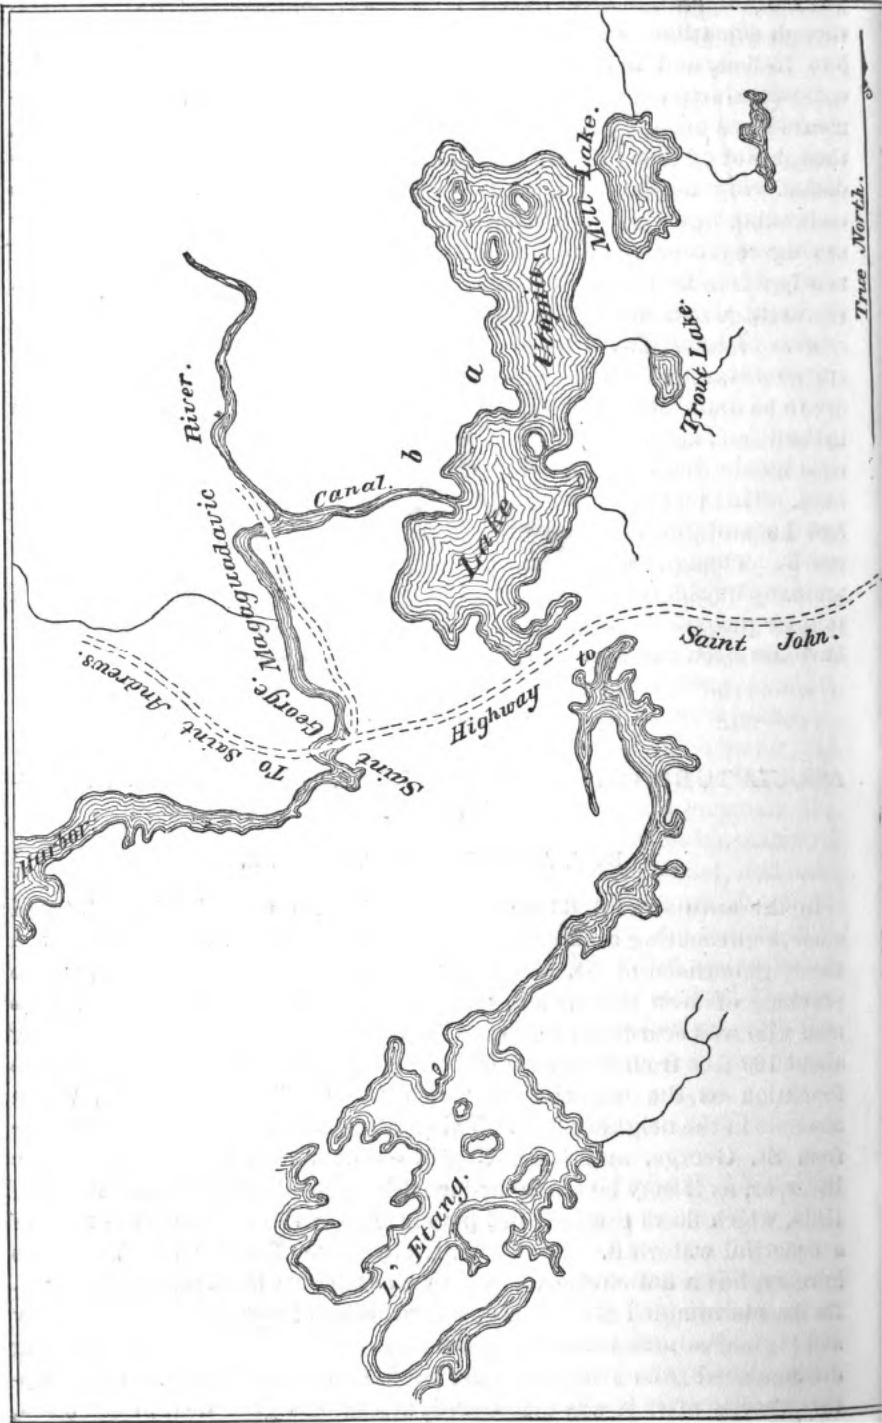 Mill Lake.
True North.
Utopia.
Trout Lake.
River.
a
b
Canal.
Lake
Magaguadavic
Saint John.
to
Highway
To Saint Andrews.
Saint George.
Harbor.
L'Etang